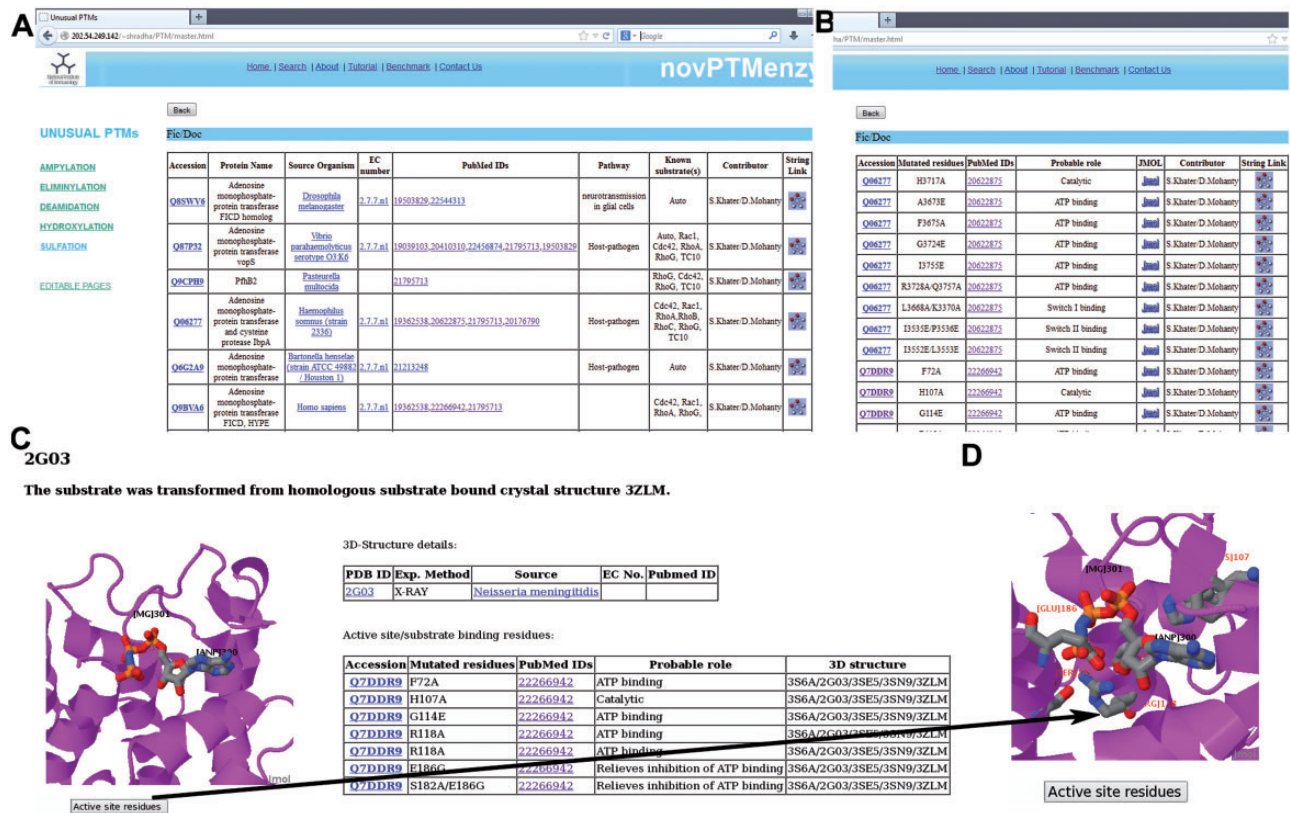 A
Unusual PTMs
202.54.249.142/~shradha/PTM/master.html
Google
National Institute
of Immunology
Home | Search | About | Tutorial | Benchmark | Contact Us
novPTMenzy
Back
UNUSUAL PTMs
AMPYLATION
ELIMINYLATION
DEAMIDATION
HYDROXYLATION
SULFATION
EDITABLE PAGES
Fic/Doc
Accession Protein Name Source Organism EC number PubMed IDs Pathway Known substrate(s) Contributor String Link
Q8SWV6 Adenosine monophosphate-protein transferase FICD homolog Drosophila melanogaster 2.7.7.n1 19503829,22544313 neurotransmission in glial cells Auto S.Khater/D.Mohanty
Q87P32 Adenosine monophosphate-protein transferase vopS Vibrio parahaemolyticus serotype O3:K6 2.7.7.n1 19039103,20410310,22456874,21795713,19503829 Host-pathogen Auto, Rac1, Cdc42, RhoA, RhoG, TC10 S.Khater/D.Mohanty
Q9CPH9 PfhB2 Pasteurella multocida 21795713 RhoG, Cdc42, RhoG, TC10 S.Khater/D.Mohanty
Q06277 Adenosine monophosphate-protein transferase and cysteine protease IbpA Haemophilus somnus (strain 2336) 19362538,20622875,21795713,20176790 Host-pathogen Cdc42, Rac1, RhoA,RhoB, RhoC, RhoG, TC10 S.Khater/D.Mohanty
Q6G2A9 Adenosine monophosphate-protein transferase Bartonella henselae (strain ATCC 49882 / Houston 1) 2.7.7.n1 21213248 Host-pathogen Auto S.Khater/D.Mohanty
Q9BVA6 Adenosine monophosphate-protein transferase FICD, HYPE Homo sapiens 2.7.7.n1 19362538,22266942,21795713 Cdc42, Rac1, RhoA, RhoG, S.Khater/D.Mohanty
B
ha/PTM/master.html
Home | Search | About | Tutorial | Benchmark | Contact Us
Back
Fic/Doc
Accession Mutated residues PubMed IDs Probable role JMOL Contributor String Link
Q06277 H3717A 20622875 Catalytic Jmol S.Khater/D.Mohanty
Q06277 A3673E 20622875 ATP binding Jmol S.Khater/D.Mohanty
Q06277 F3675A 20622875 ATP binding Jmol S.Khater/D.Mohanty
Q06277 G3724E 20622875 ATP binding Jmol S.Khater/D.Mohanty
Q06277 I3755E 20622875 ATP binding Jmol S.Khater/D.Mohanty
Q06277 R3728A/Q3757A 20622875 ATP binding Jmol S.Khater/D.Mohanty
Q06277 L3668A/K3370A 20622875 Switch I binding Jmol S.Khater/D.Mohanty
Q06277 I3535E/P3536E 20622875 Switch II binding Jmol S.Khater/D.Mohanty
Q06277 I3552E/L3553E 20622875 Switch II binding Jmol S.Khater/D.Mohanty
Q7DDR9 F72A 22266942 ATP binding Jmol S.Khater/D.Mohanty
Q7DDR9 H107A 22266942 Catalytic Jmol S.Khater/D.Mohanty
Q7DDR9 G114E 22266942 ATP binding Jmol S.Khater/D.Mohanty
C
2G03
The substrate was transformed from homologous substrate bound crystal structure 3ZLM.
[MG]301
[ANP]300
Jmol
Active site residues
3D-Structure details:
PDB ID Exp. Method Source EC No. Pubmed ID
2G03 X-RAY Neisseria meningitidis
Active site/substrate binding residues:
Accession Mutated residues PubMed IDs Probable role 3D structure
Q7DDR9 F72A 22266942 ATP binding 3S6A/2G03/3SE5/3SN9/3ZLM
Q7DDR9 H107A 22266942 Catalytic 3S6A/2G03/3SE5/3SN9/3ZLM
Q7DDR9 G114E 22266942 ATP binding 3S6A/2G03/3SE5/3SN9/3ZLM
Q7DDR9 R118A 22266942 ATP binding 3S6A/2G03/3SE5/3SN9/3ZLM
Q7DDR9 R118A 22266942 ATP binding 3S6A/2G03/3SE5/3SN9/3ZLM
Q7DDR9 E186G 22266942 Relieves inhibition of ATP binding 3S6A/2G03/3SE5/3SN9/3ZLM
Q7DDR9 S182A/E186G 22266942 Relieves inhibition of ATP binding 3S6A/2G03/3SE5/3SN9/3ZLM
D
[MG]301
[GLU]186
[ANP]300
Active site residues